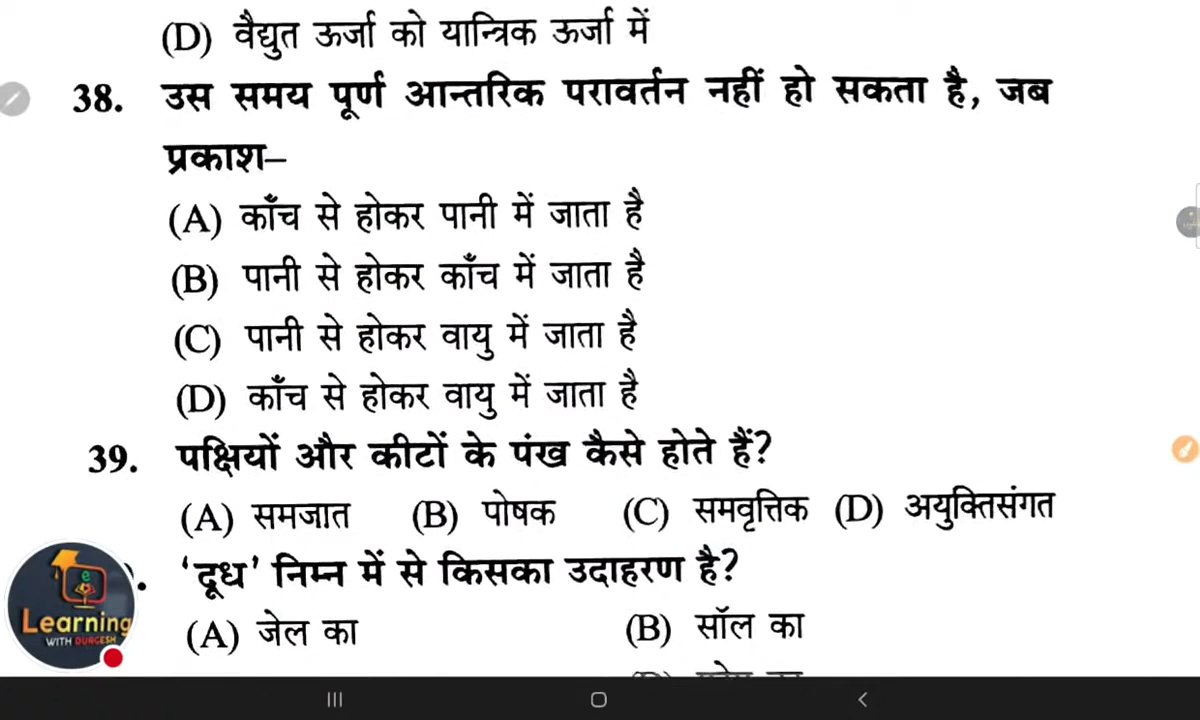 (D) वैद्युत ऊर्जा को यान्त्रिक ऊर्जा में
38. उस समय पूर्ण आन्तरिक परावर्तन नहीं हो सकता है, जब
प्रकाश–
(A) काँच से होकर पानी में जाता है
(B) पानी से होकर काँच में जाता है
(C) पानी से होकर वायु में जाता है
(D) काँच से होकर वायु में जाता है
39. पक्षियों और कीटों के पंख कैसे होते हैं?
(A) समजात (B) पोषक (C) समवृत्तिक (D) अयुक्तिसंगत
. 'दूध' निम्न में से किसका उदाहरण है?
(A) जेल का (B) सॉल का
Learning
WITH DURGESH